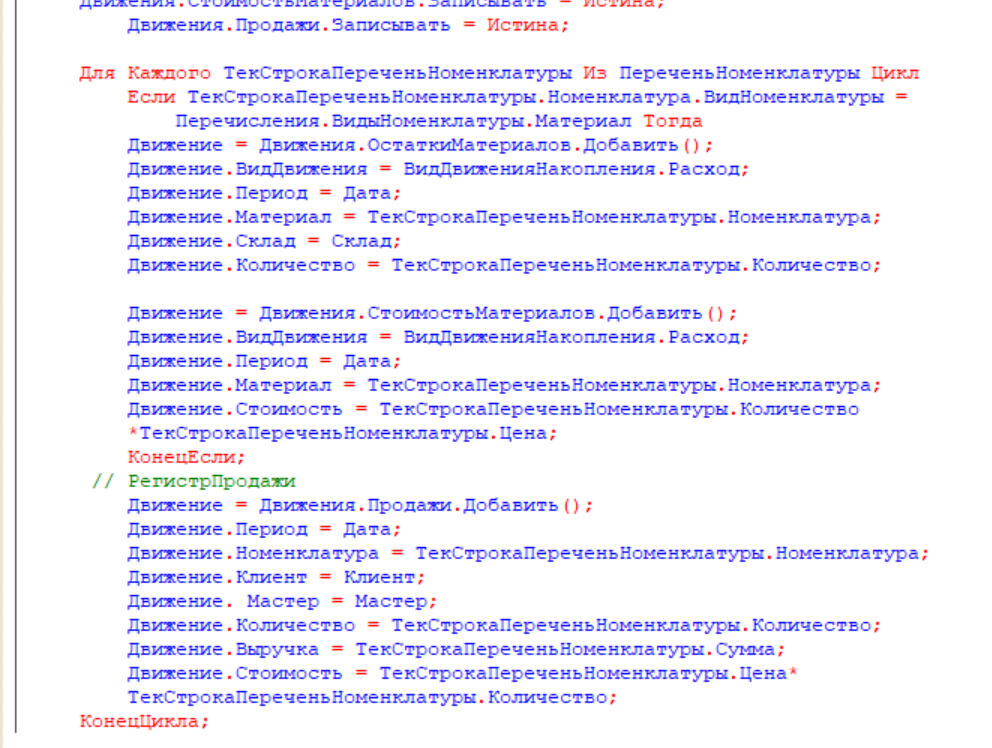 Движения.СтоимостьМатериалов.Записывать = Истина;
Движения.Продажи.Записывать = Истина;
Для Каждого ТекСтрокаПереченьНоменклатуры Из ПереченьНоменклатуры Цикл
Если ТекСтрокаПереченьНоменклатуры.Номенклатура.ВидНоменклатуры =
Перечисления.ВидыНоменклатуры.Материал Тогда
Движение = Движения.ОстаткиМатериалов.Добавить();
Движение.ВидДвижения = ВидДвиженияНакопления.Расход;
Движение.Период = Дата;
Движение.Материал = ТекСтрокаПереченьНоменклатуры.Номенклатура;
Движение.Склад = Склад;
Движение.Количество = ТекСтрокаПереченьНоменклатуры.Количество;
Движение = Движения.СтоимостьМатериалов.Добавить();
Движение.ВидДвижения = ВидДвиженияНакопления.Расход;
Движение.Период = Дата;
Движение.Материал = ТекСтрокаПереченьНоменклатуры.Номенклатура;
Движение.Стоимость = ТекСтрокаПереченьНоменклатуры.Количество
*ТекСтрокаПереченьНоменклатуры.Цена;
КонецЕсли;
// РегистрПродажи
Движение = Движения.Продажи.Добавить();
Движение.Период = Дата;
Движение.Номенклатура = ТекСтрокаПереченьНоменклатуры.Номенклатура;
Движение.Клиент = Клиент;
Движение. Мастер = Мастер;
Движение.Количество = ТекСтрокаПереченьНоменклатуры.Количество;
Движение.Выручка = ТекСтрокаПереченьНоменклатуры.Сумма;
Движение.Стоимость = ТекСтрокаПереченьНоменклатуры.Цена*
ТекСтрокаПереченьНоменклатуры.Количество;
КонецЦикла;